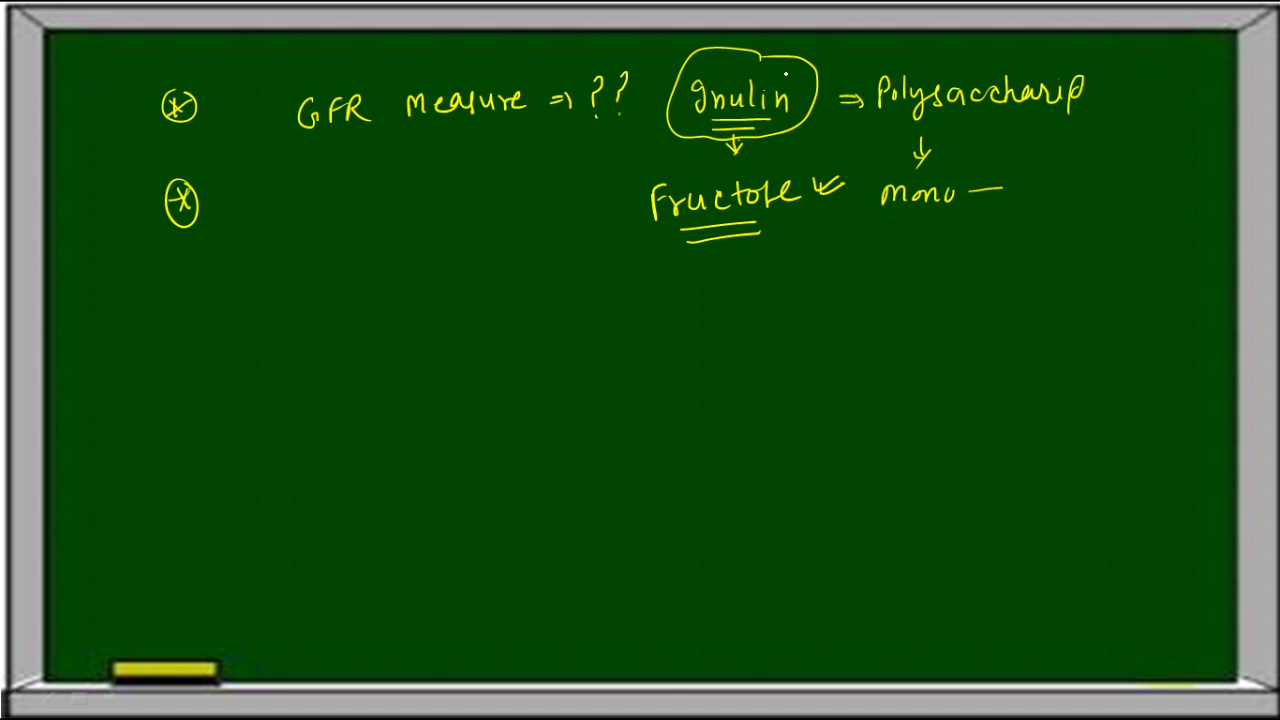 GFR Measure => ?? Inulin => Polysaccharid
Fructose mono —